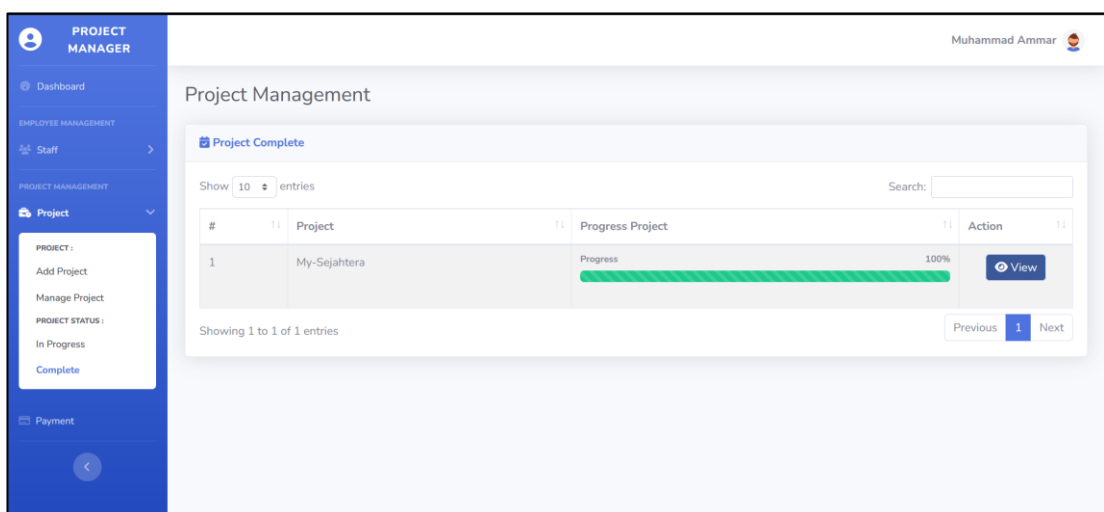 PROJECT
MANAGER
Muhammad Ammar
Dashboard
EMPLOYEE MANAGEMENT
Staff
PROJECT MANAGEMENT
Project
PROJECT :
Add Project
Manage Project
PROJECT STATUS :
In Progress
Complete
Payment
Project Management
Project Complete
Show 10 entries
Search:
# Project Progress Project Action
1 My-Sejahtera Progress 100% View
Showing 1 to 1 of 1 entries
Previous 1 Next